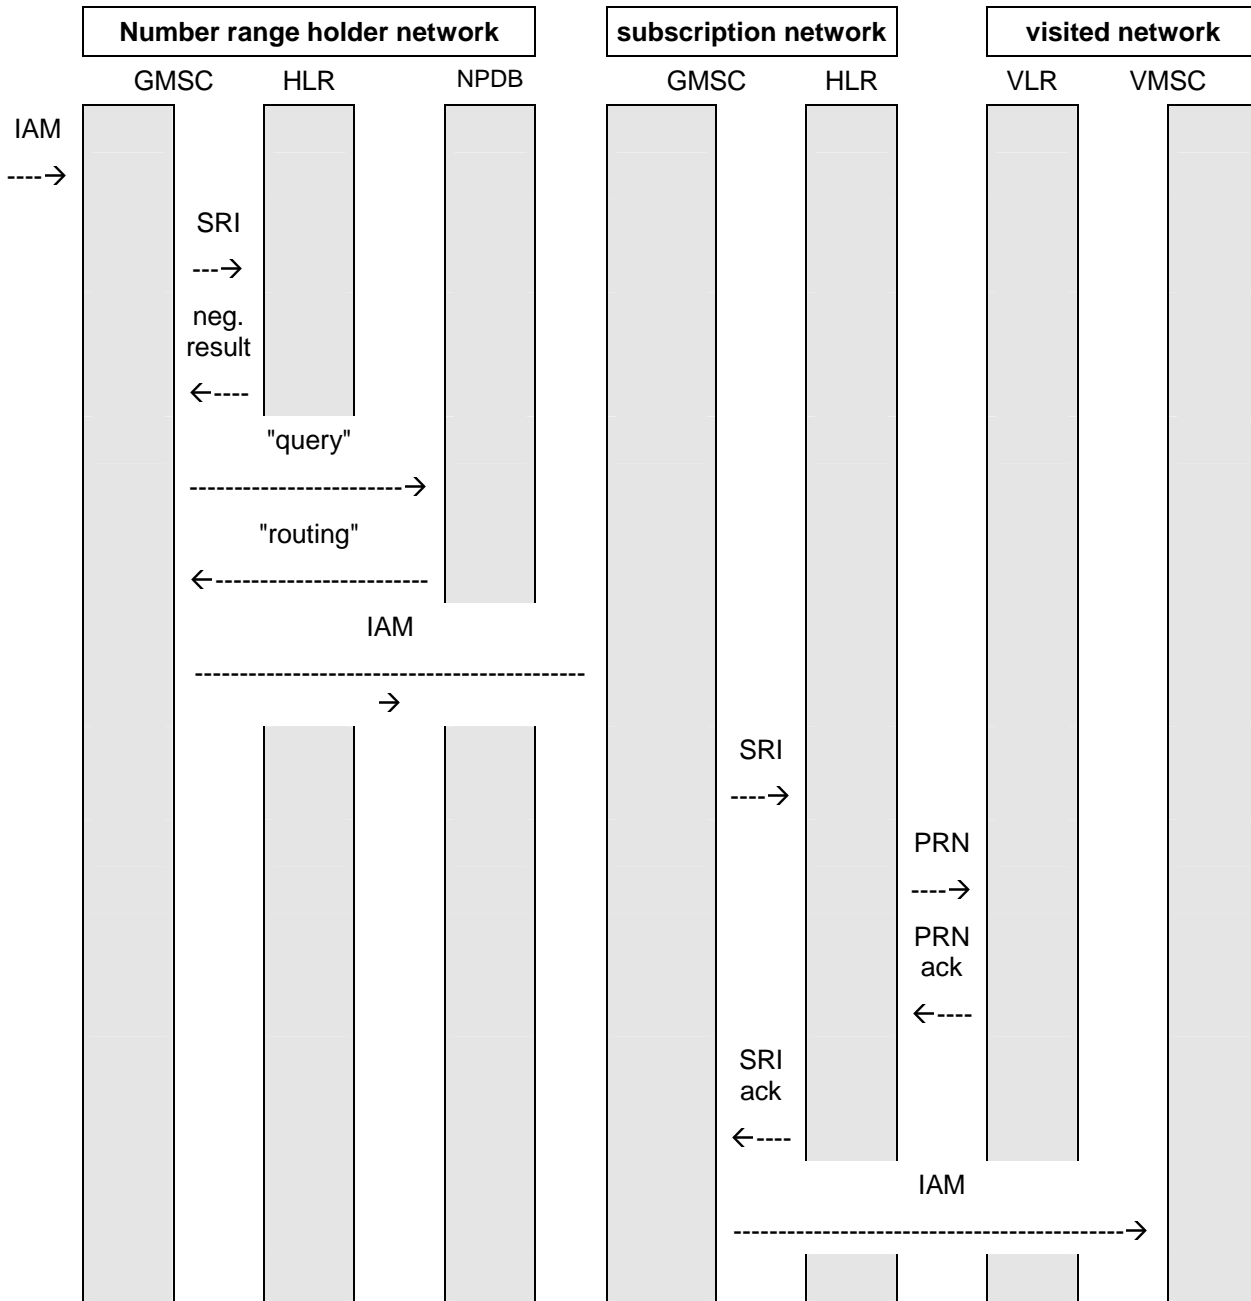 Number range holder network
subscription network
visited network
GMSC
HLR
NPDB
GMSC
HLR
VLR
VMSC
IAM
SRI
neg.
result
"query"
"routing"
IAM
SRI
PRN
PRN
ack
SRI
ack
IAM